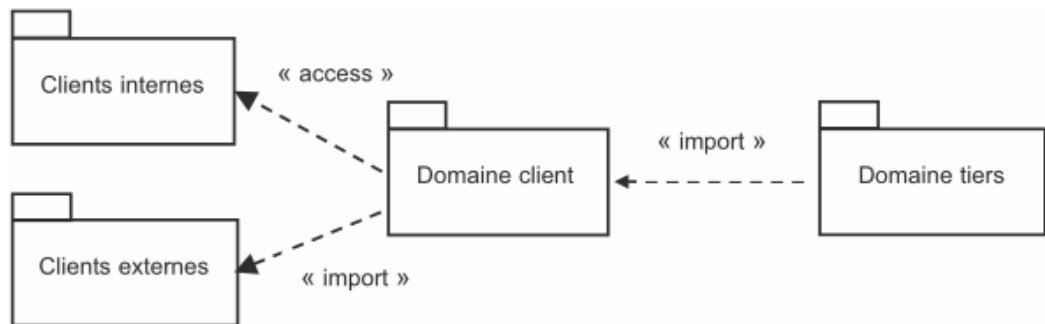 Clients internes
« access »
Domaine client
« import »
Domaine tiers
Clients externes
« import »